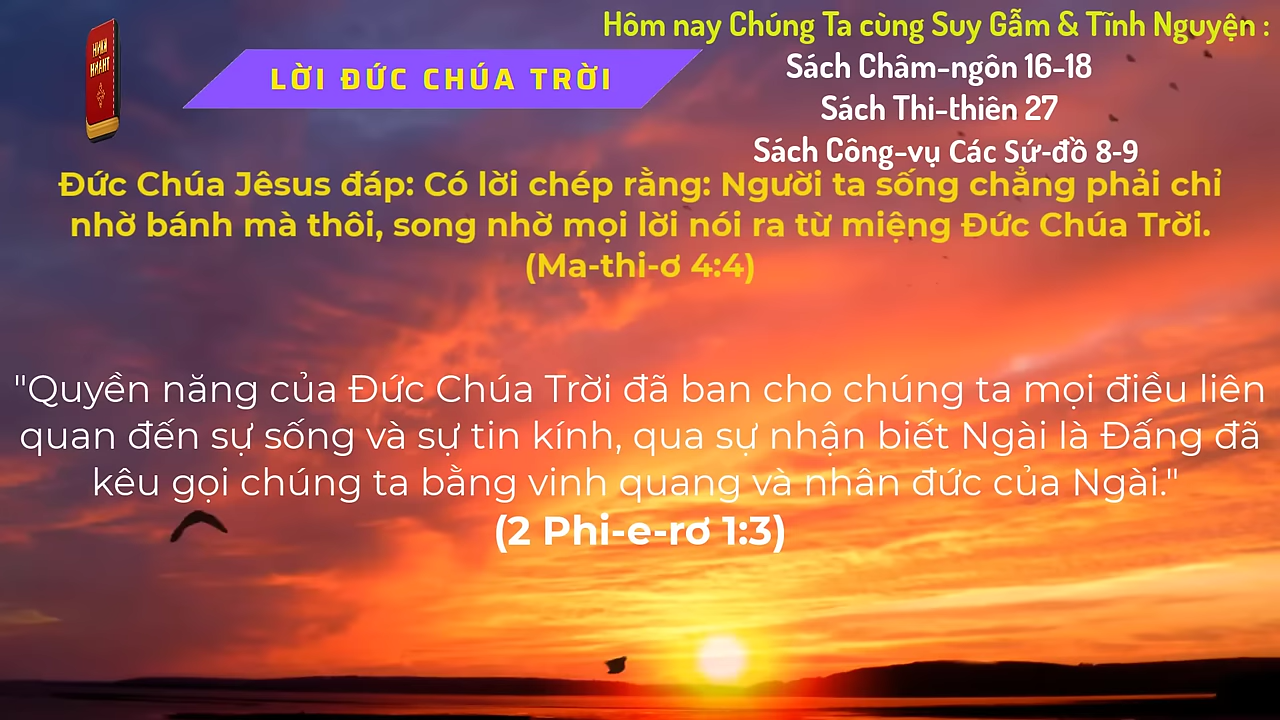 KINH
THÁNH
LỜI ĐỨC CHÚA TRỜI
Hôm nay Chúng Ta cùng Suy Gẫm & Tĩnh Nguyện :
Sách Châm-ngôn 16-18
Sách Thi-thiên 27
Sách Công-vụ Các Sứ-đồ 8-9
Đức Chúa Jêsus đáp: Có lời chép rằng: Người ta sống chẳng phải chỉ
nhờ bánh mà thôi, song nhờ mọi lời nói ra từ miệng Đức Chúa Trời.
(Ma-thi-ơ 4:4)
"Quyền năng của Đức Chúa Trời đã ban cho chúng ta mọi điều liên
quan đến sự sống và sự tin kính, qua sự nhận biết Ngài là Đấng đã
kêu gọi chúng ta bằng vinh quang và nhân đức của Ngài."
(2 Phi-e-rơ 1:3)